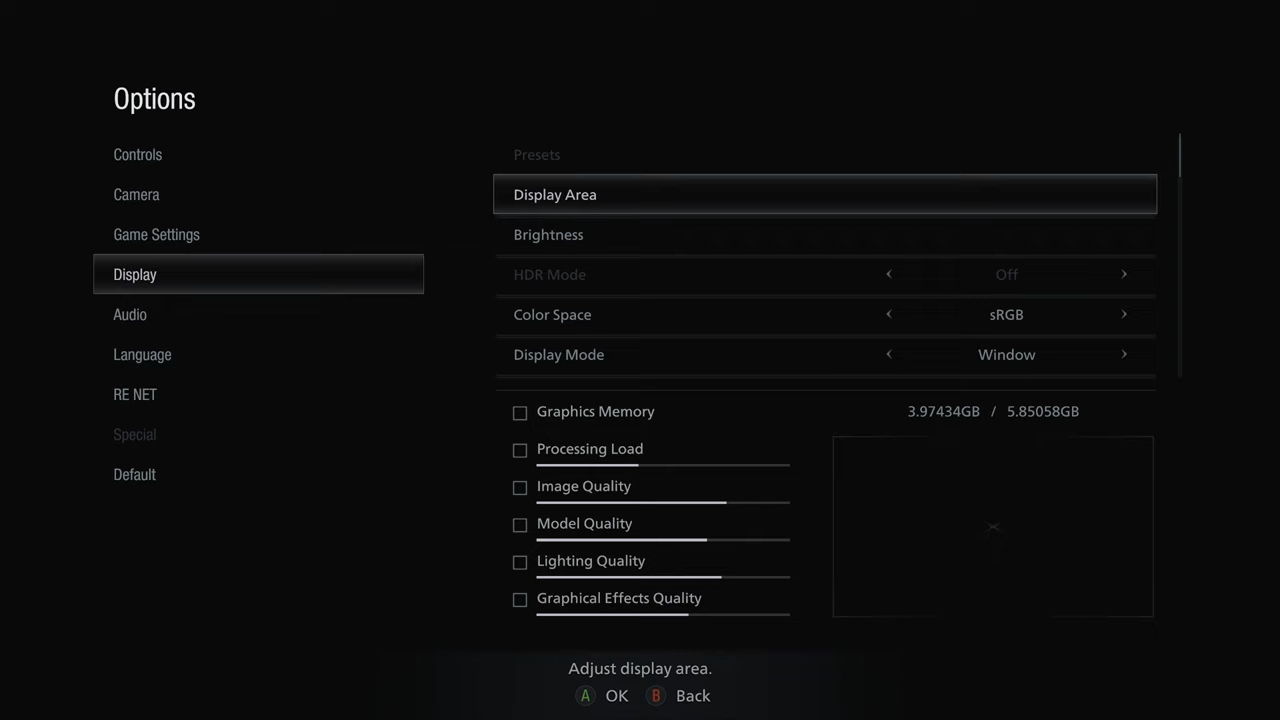 Options
Controls
Camera
Game Settings
Display
Audio
Language
RE NET
Special
Default
Presets
Display Area
Brightness
HDR Mode Off
Color Space sRGB
Display Mode Window
Graphics Memory 3.97434GB / 5.85058GB
Processing Load
Image Quality
Model Quality
Lighting Quality
Graphical Effects Quality
Adjust display area.
A OK B Back